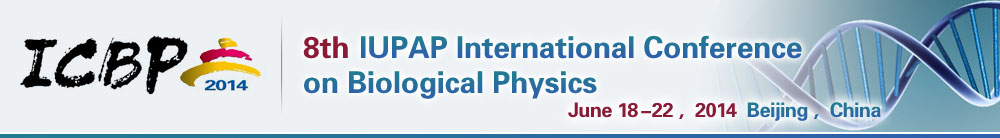 ICBP
2014
8th IUPAP International Conference
on Biological Physics
June 18-22 , 2014 Beijing , China